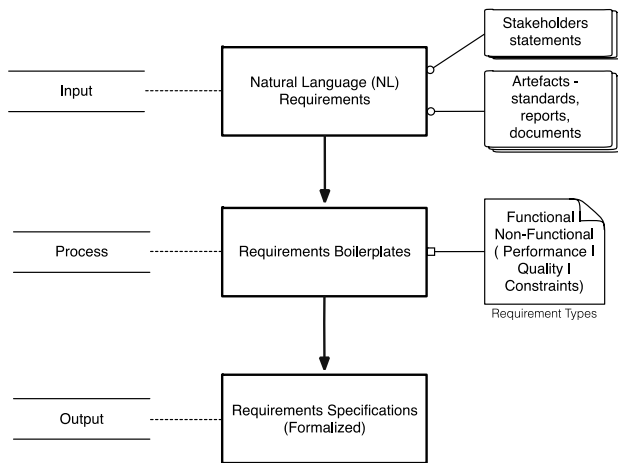 Stakeholders
statements
Input
Natural Language (NL)
Requirements
Artefacts -
standards,
reports,
documents
Process
Requirements Boilerplates
Functional
Non-Functional
( Performance I
Quality I
Constraints)
Requirement Types
Output
Requirements Specifications
(Formalized)